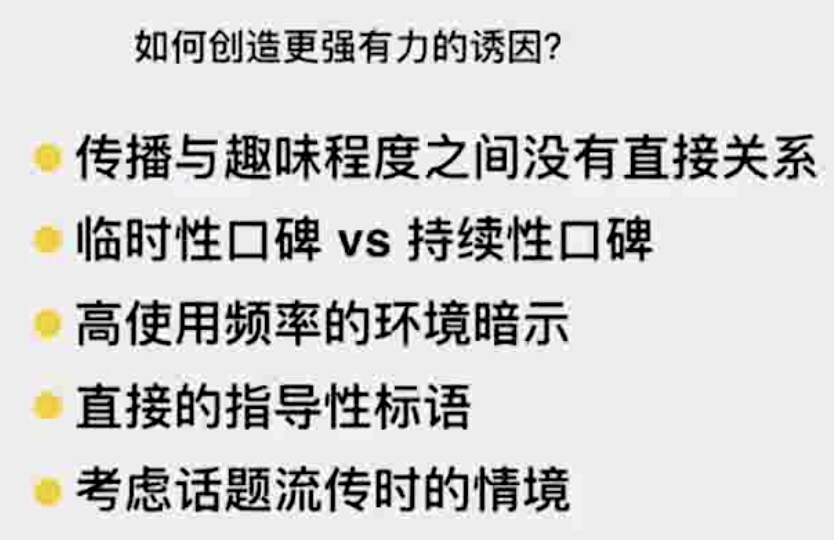 如何创造更强有力的诱因?
传播与趣味程度之间没有直接关系
临时性口碑 vs 持续性口碑
高使用频率的环境暗示
直接的指导性标语
考虑话题流传时的情境